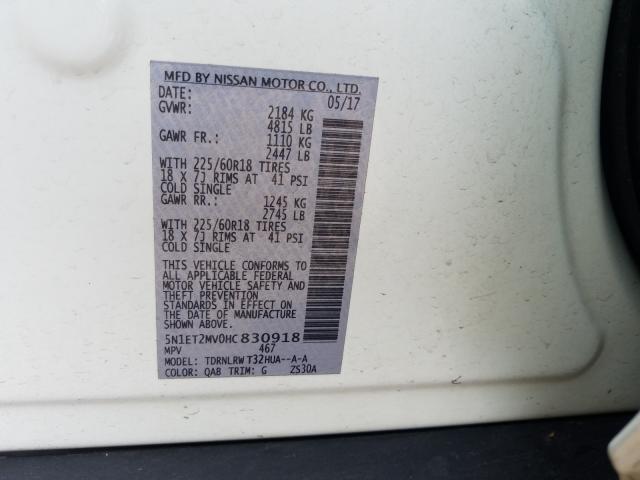 MFD BY NISSAN MOTOR CO., LTD.
DATE: 05/17
GVWR: 2184 KG
4815 LB
GAWR FR.: 1110 KG
2447 LB
WITH 225/60R18 TIRES
18 X 7J RIMS AT 41 PSI
COLD SINGLE
GAWR RR.: 1245 KG
2745 LB
WITH 225/60R18 TIRES
18 X 7J RIMS AT 41 PSI
COLD SINGLE
THIS VEHICLE CONFORMS TO
ALL APPLICABLE FEDERAL
MOTOR VEHICLE SAFETY AND
THEFT PREVENTION
STANDARDS IN EFFECT ON
THE DATE OF MANUFACTURE
SHOWN ABOVE.
5N1ET2MV0HC830918
MPV 467
MODEL: TDRNLRW T32HUA--A-A
COLOR: QAB TRIM: G ZS30A